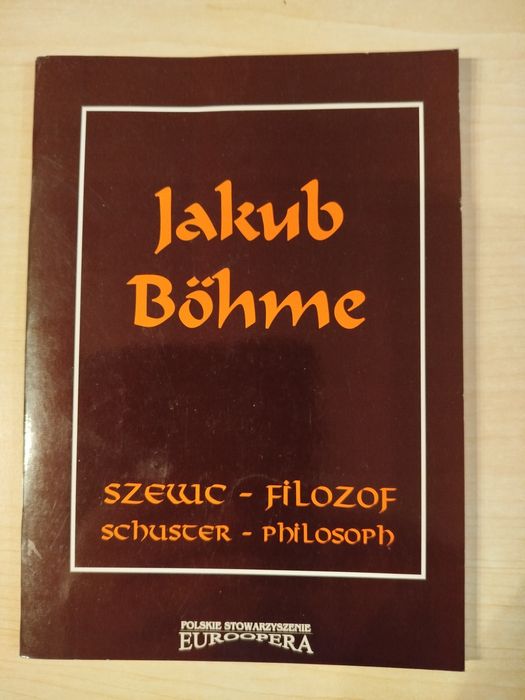 Jakub
Böhme
SZEWC - FILOZOF
SCHUSTER - PHILOSOPH
POLSKIE STOWARZYSZENIE
EUROOPERA